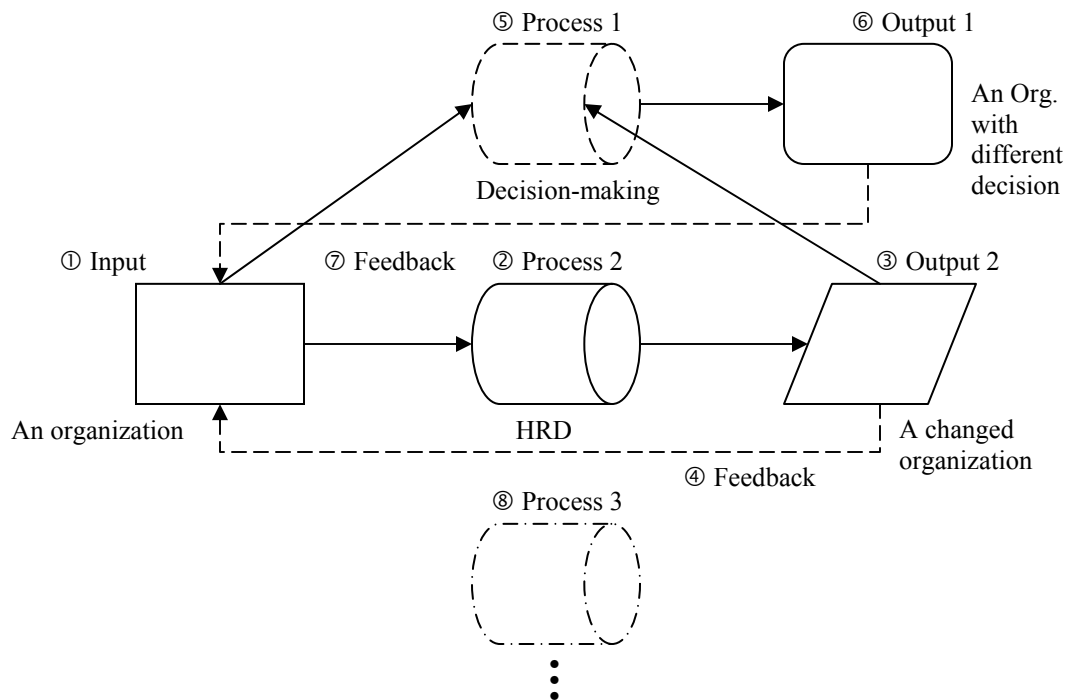 ⑤ Process 1
⑥ Output 1
An Org.
with
different
decision
Decision-making
① Input
⑦ Feedback
② Process 2
③ Output 2
An organization
HRD
A changed
organization
④ Feedback
⑧ Process 3